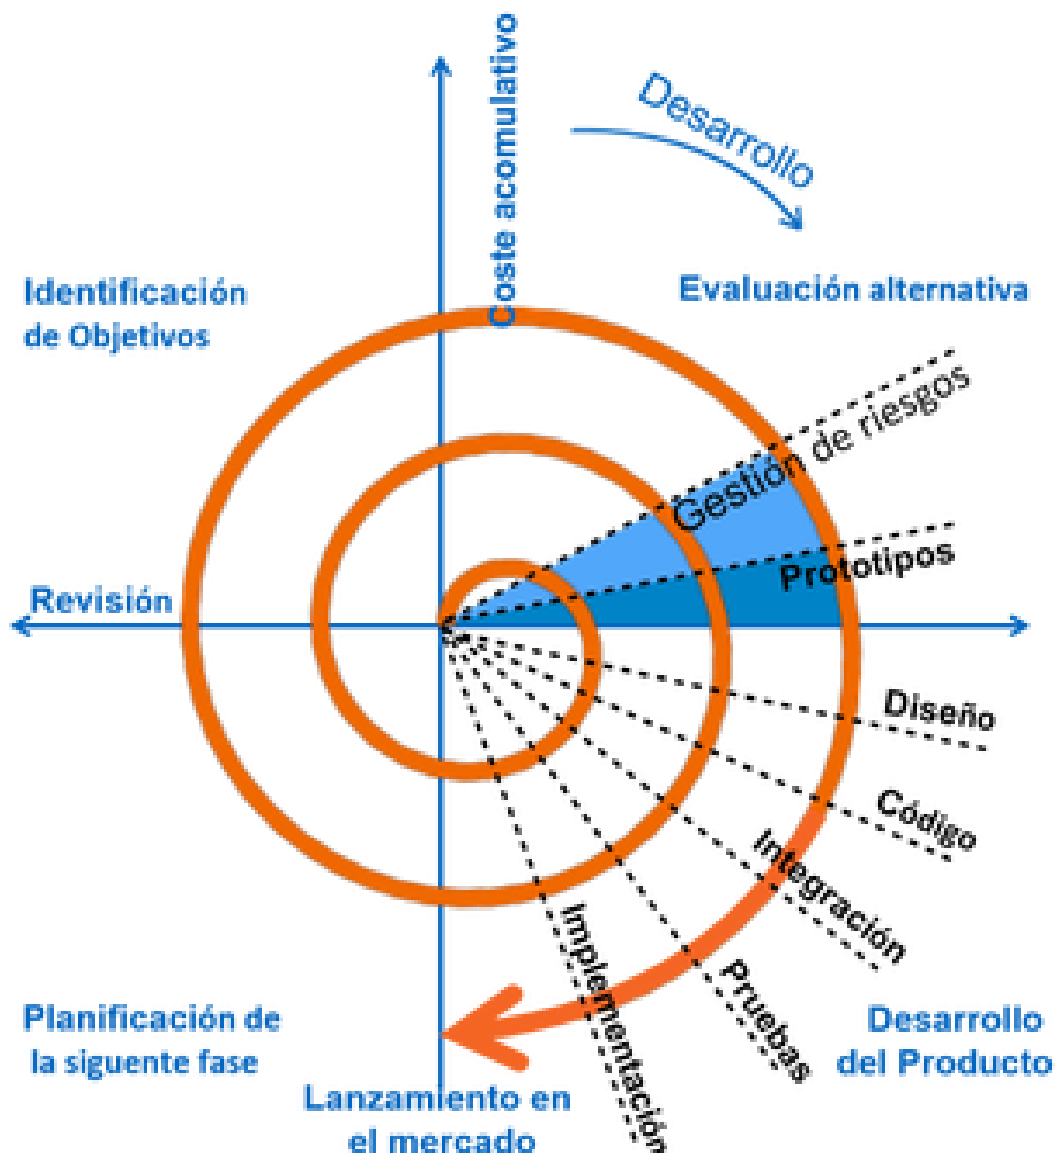 Coste acomulativo
Desarrollo
Identificación
de Objetivos
Evaluación alternativa
Gestión de riesgos
Prototipos
Revisión
Diseño
Código
Integración
Pruebas
Implementación
Planificación de
la siguente fase
Desarrollo
del Producto
Lanzamiento en
el mercado